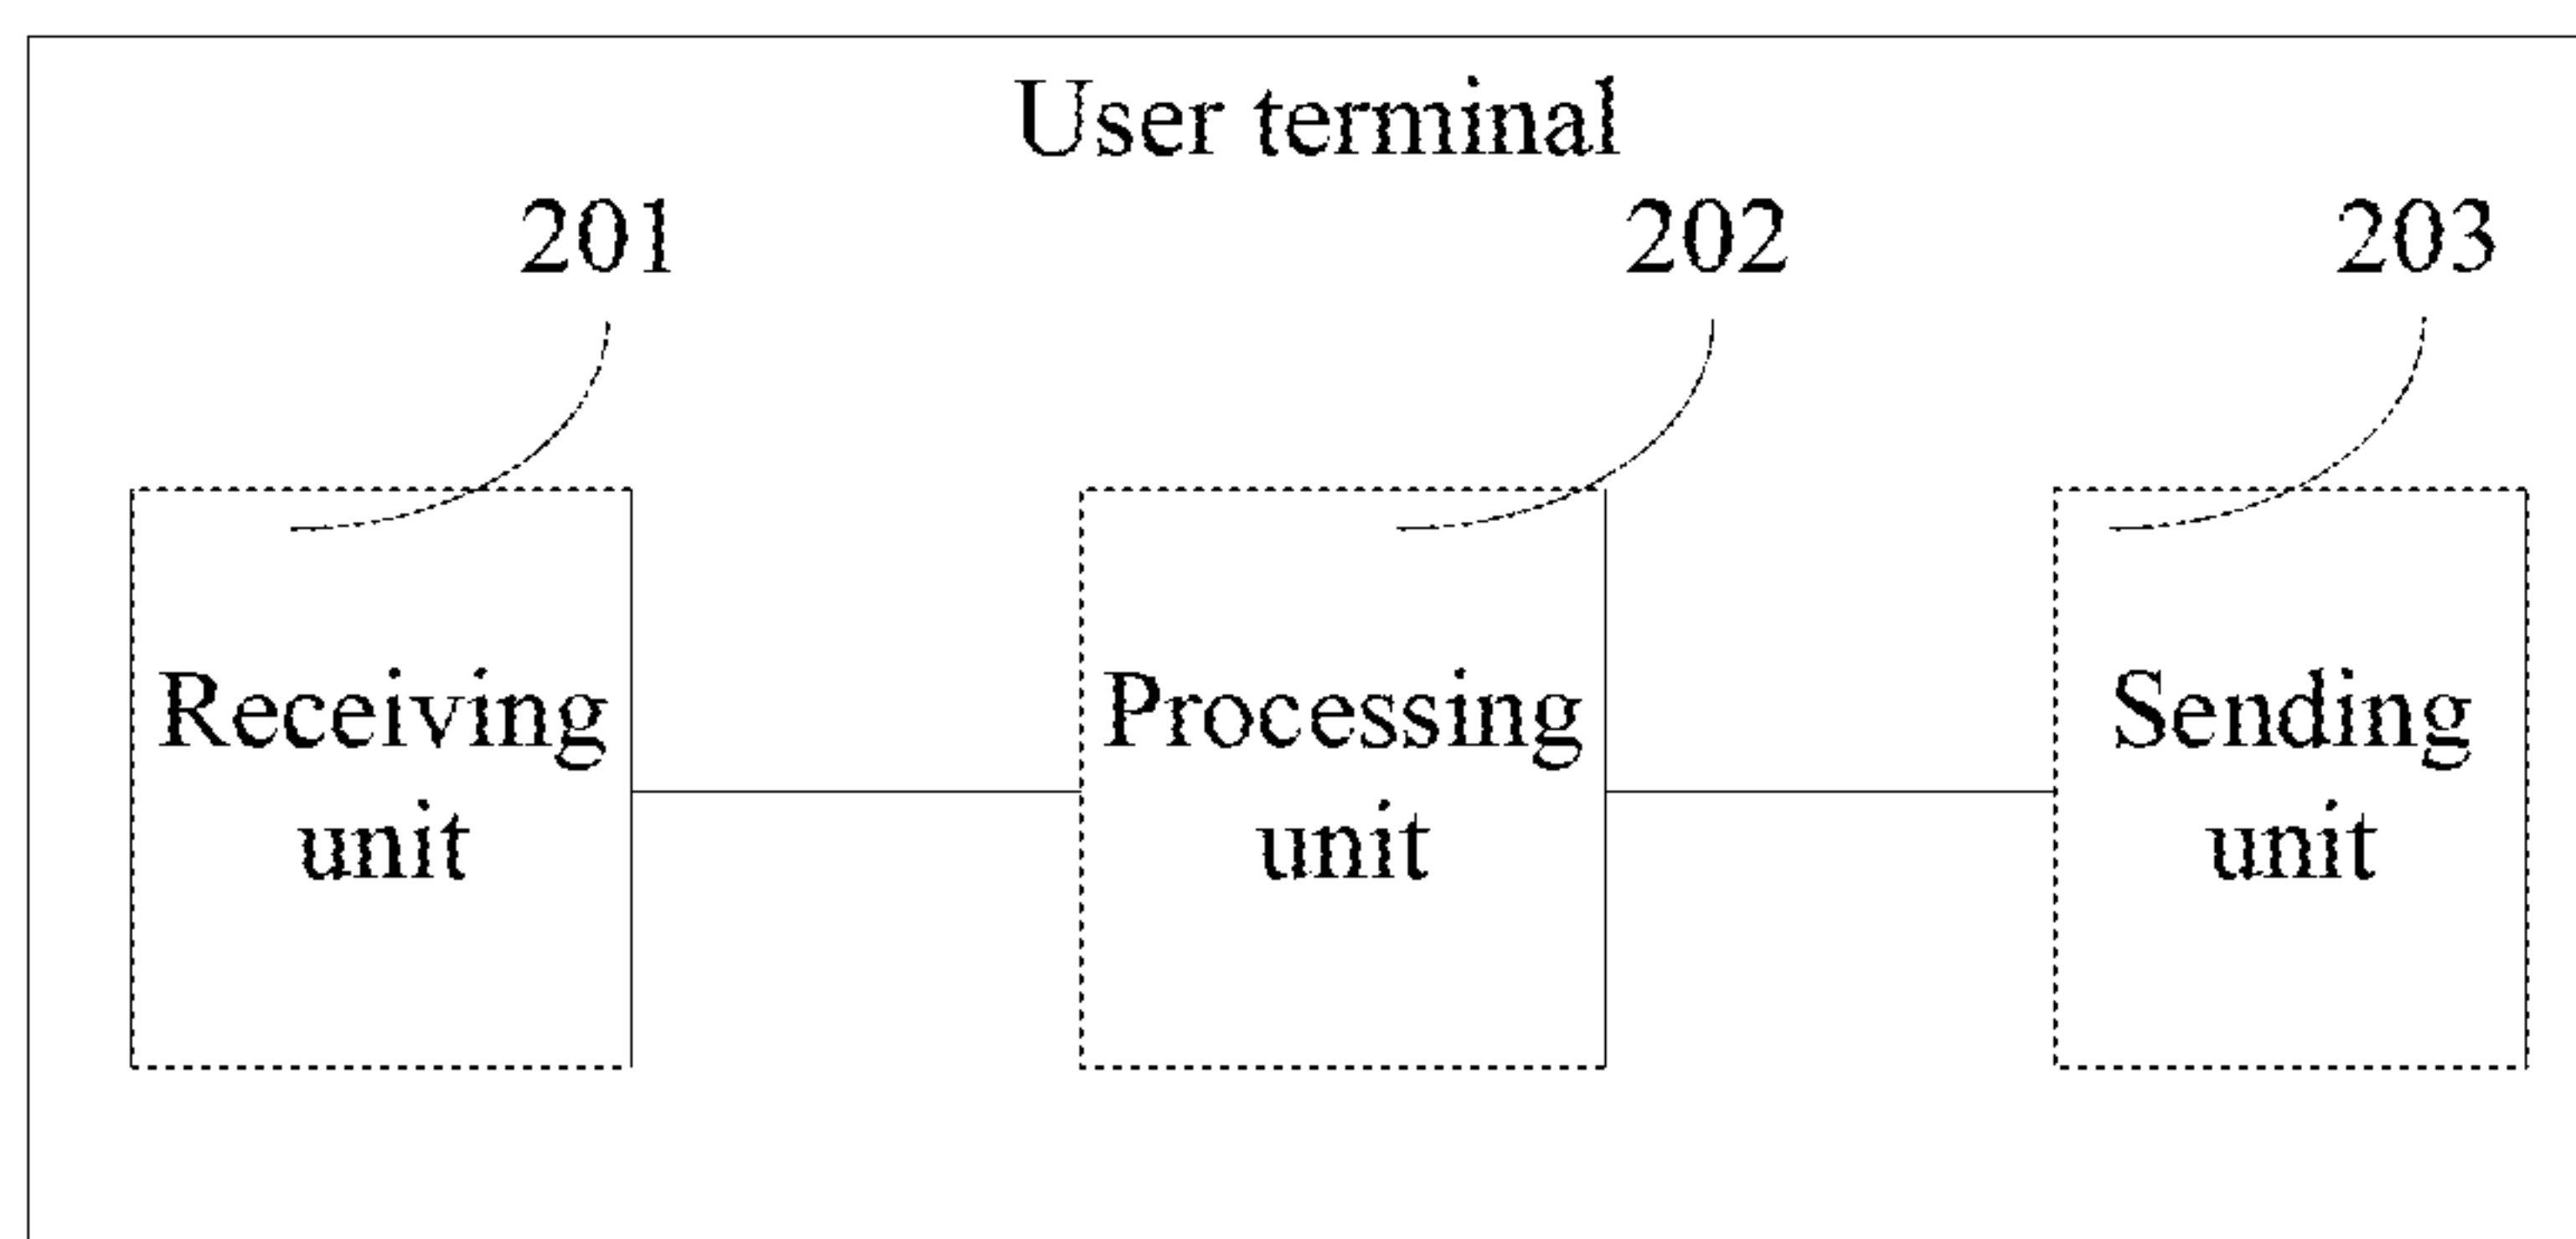 User terminal
201
202
203
Receiving
unit
Processing
unit
Sending
unit